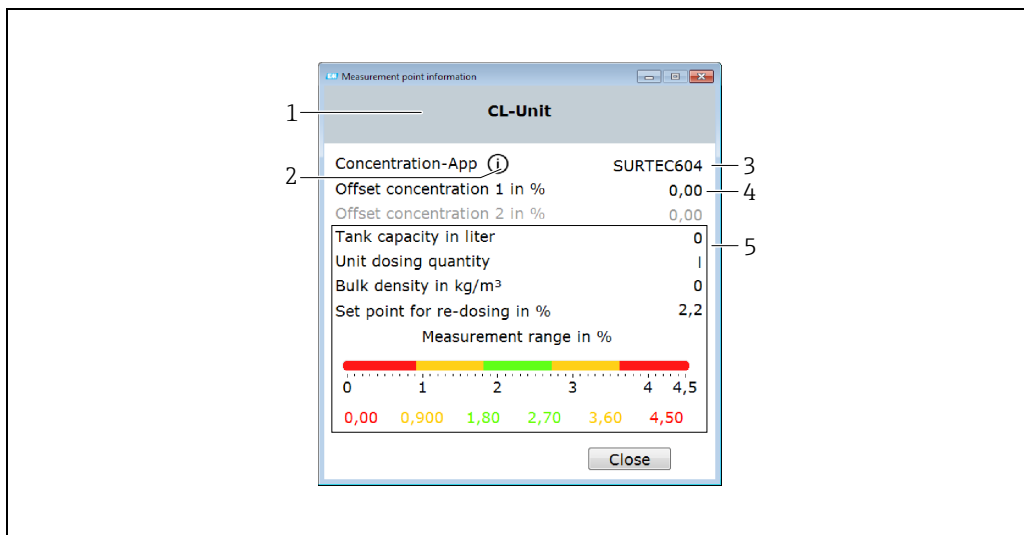 Measurement point information
CL-Unit
1
Concentration-App i SURTEC604
2
3
Offset concentration 1 in % 0,00
4
Offset concentration 2 in % 0,00
Tank capacity in liter 0
5
Unit dosing quantity l
Bulk density in kg/m³ 0
Set point for re-dosing in % 2,2
Measurement range in %
0 1 2 3 4 4,5
0,00 0,900 1,80 2,70 3,60 4,50
Close